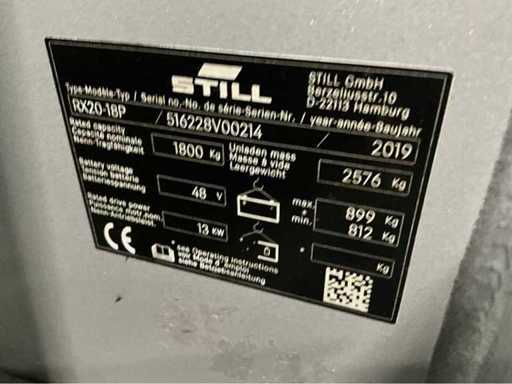 STILL
STILL GmbH
Berzeliusstr.10
D-22113 Hamburg
Type-Modèle-Typ / Serial no.-No. de série-Serien-Nr. / year-année-Baujahr
RX20-18P / 516228V00214 / 2019
Rated capacity
Capacité nominale
Nenn-Tragfähigkeit
1800 Kg
Unladen mass
Masse à vide
Leergewicht
2576 Kg
Battery voltage
Tension batterie
Batteriespannung
48 V
max. 899 Kg
* min. 812 Kg
Rated drive power
Puissance motr.nom.
Nenn-Antriebsleist.
13 KW
* Kg
CE
* see Operating instructions
voir Mode d'emploi
siehe Betriebsanleitung